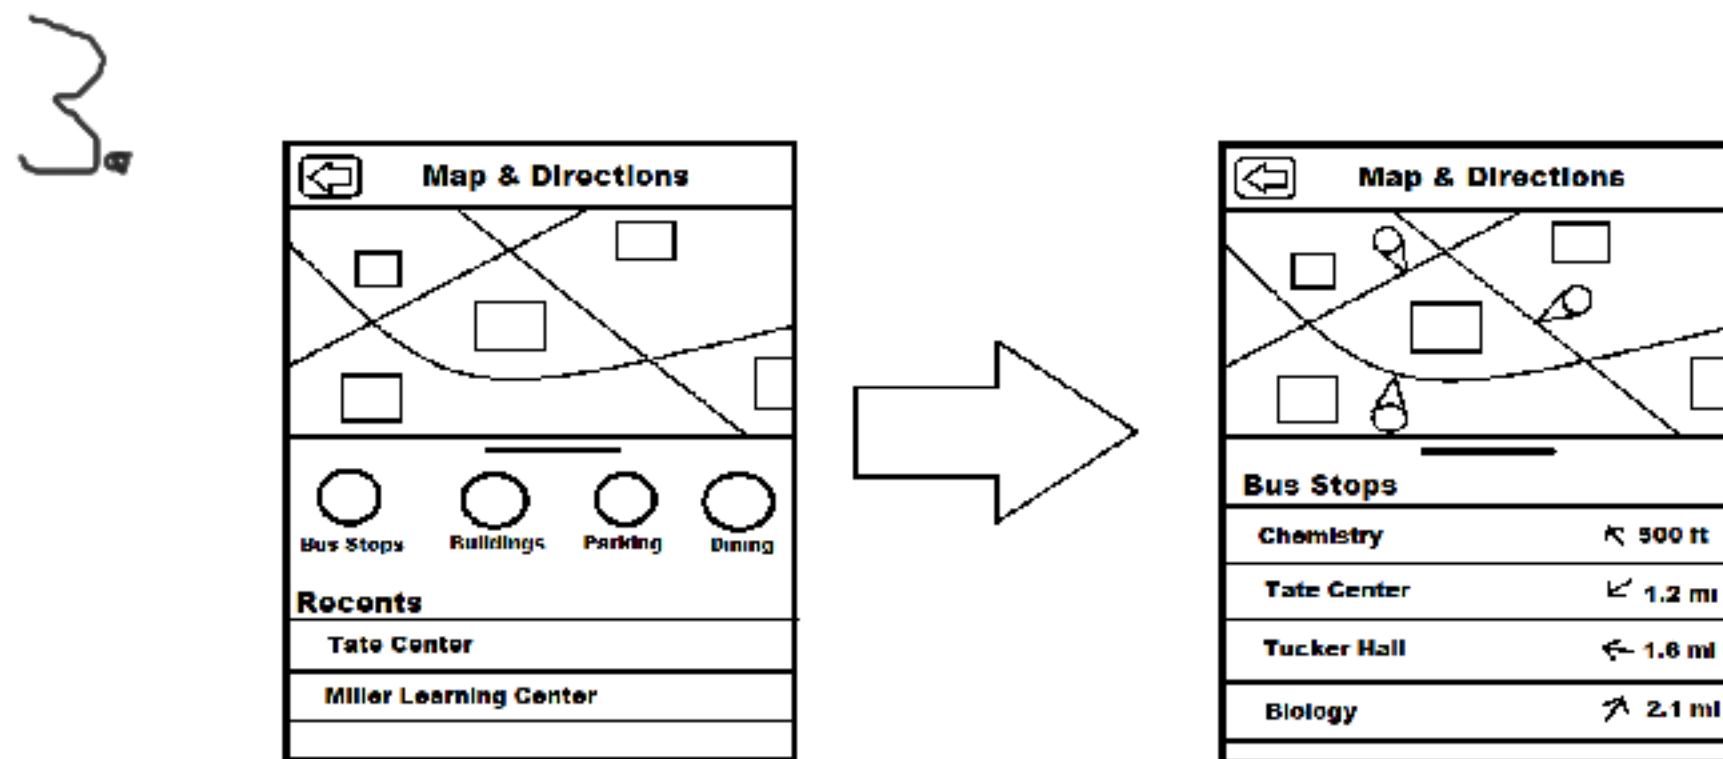 3.
Map & Directions
Bus Stops Buildings Parking Dining
Recents
Tate Center
Miller Learning Center
Map & Directions
Bus Stops
Chemistry 500 ft
Tate Center 1.2 mi
Tucker Hall 1.6 mi
Biology 2.1 mi